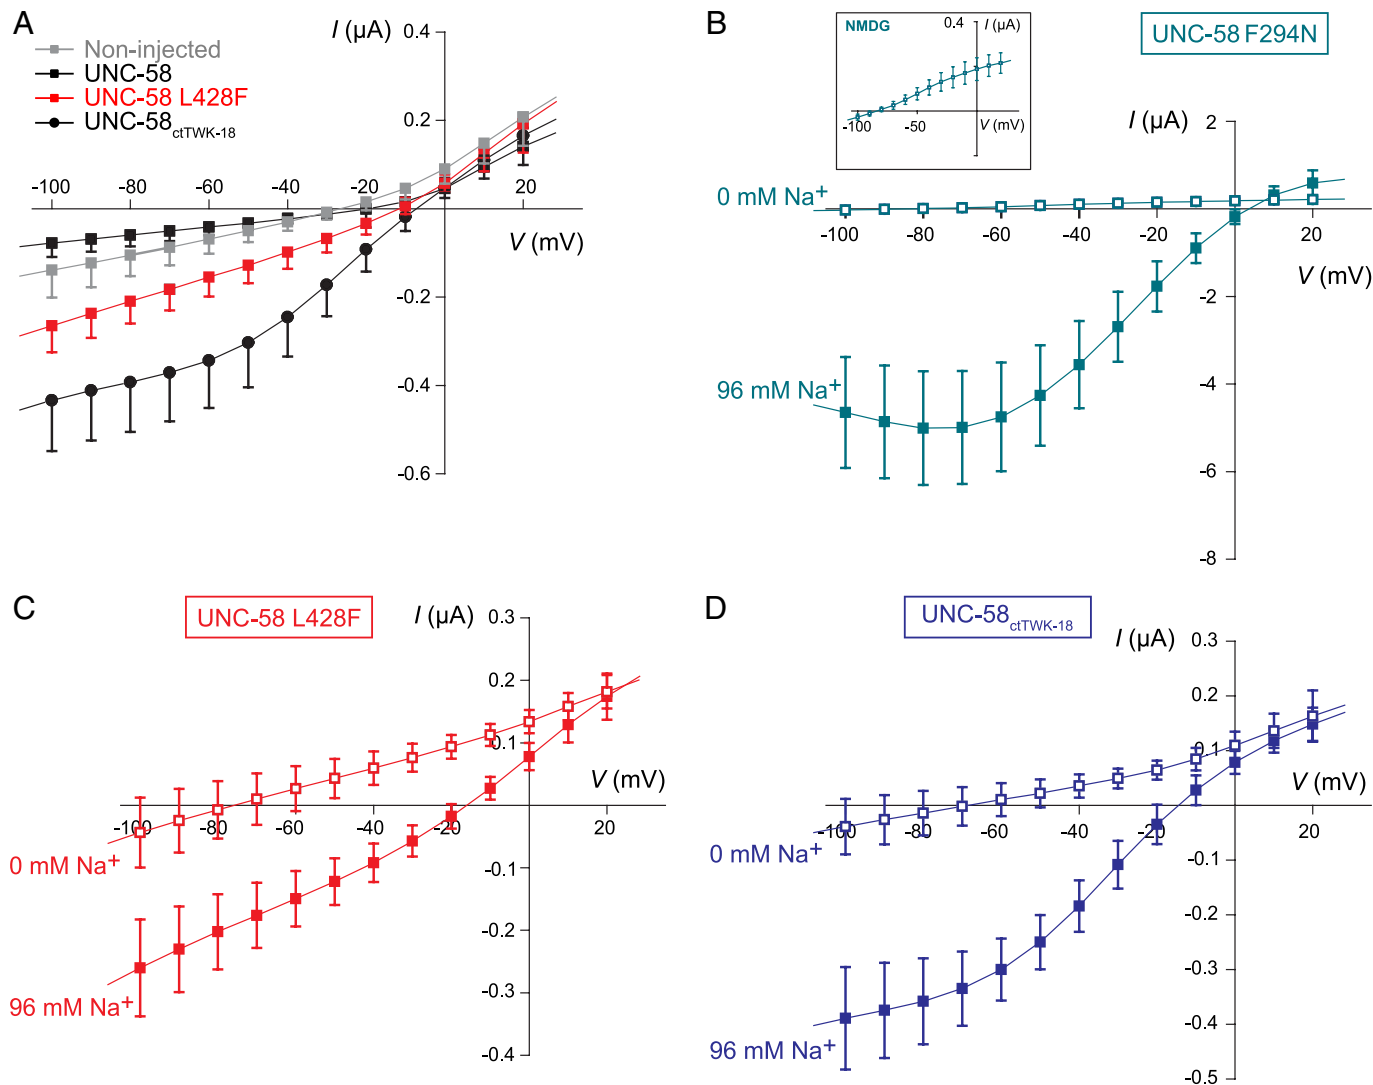 A
I (μA)
Non-injected
UNC-58
UNC-58 L428F
UNC-58ctTWK-18
0.2
-100 -80 -60 -40 -20 20
V (mV)
-0.2
-0.4
-0.6
B
NMDG
0.4
I (μA)
-100 -50
V (mV)
UNC-58 F294N
I (μA)
2
0 mM Na+
-100 -80 -60 -40 -20 20
V (mV)
-2
96 mM Na+
-4
-6
-8
C
UNC-58 L428F
I (μA)
0.3
0.2
0.1
V (mV)
-100 -80 -60 -40 -20 20
0 mM Na+
-0.1
-0.2
96 mM Na+
-0.3
-0.4
D
UNC-58ctTWK-18
I (μA)
0.3
0.2
0.1
V (mV)
-100 -80 -60 -40 -20 20
0 mM Na+
-0.1
-0.2
-0.3
-0.4
96 mM Na+
-0.5